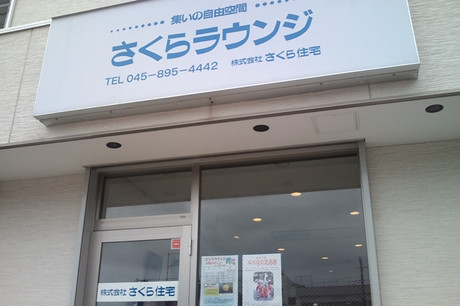 集いの自由空間
さくらラウンジ
TEL 045-895-4442 株式会社 さくら住宅
株式会社 さくら住宅